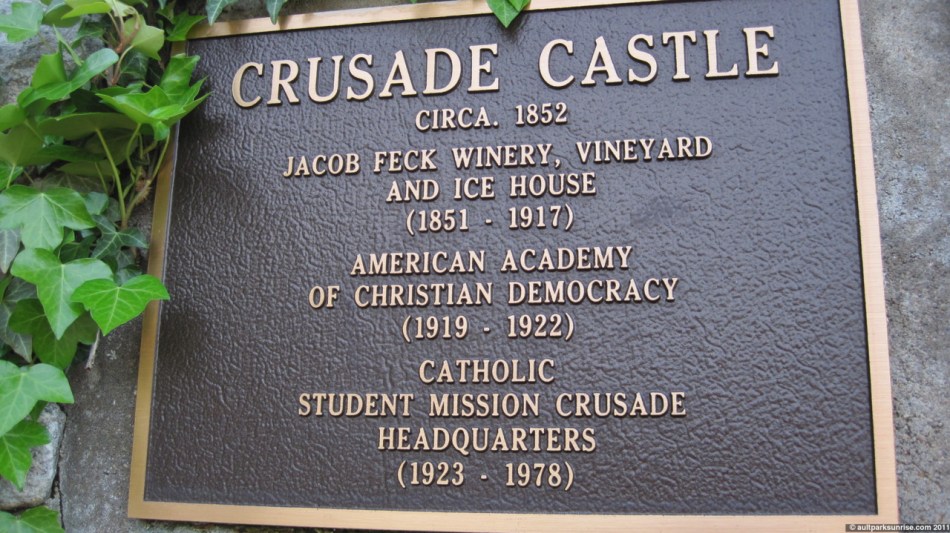 CRUSADE CASTLE
CIRCA. 1852
JACOB FECK WINERY, VINEYARD
AND ICE HOUSE
(1851 - 1917)
AMERICAN ACADEMY
OF CHRISTIAN DEMOCRACY
(1919 - 1922)
CATHOLIC
STUDENT MISSION CRUSADE
HEADQUARTERS
(1923 - 1978)
© aultparksunrise.com 2011